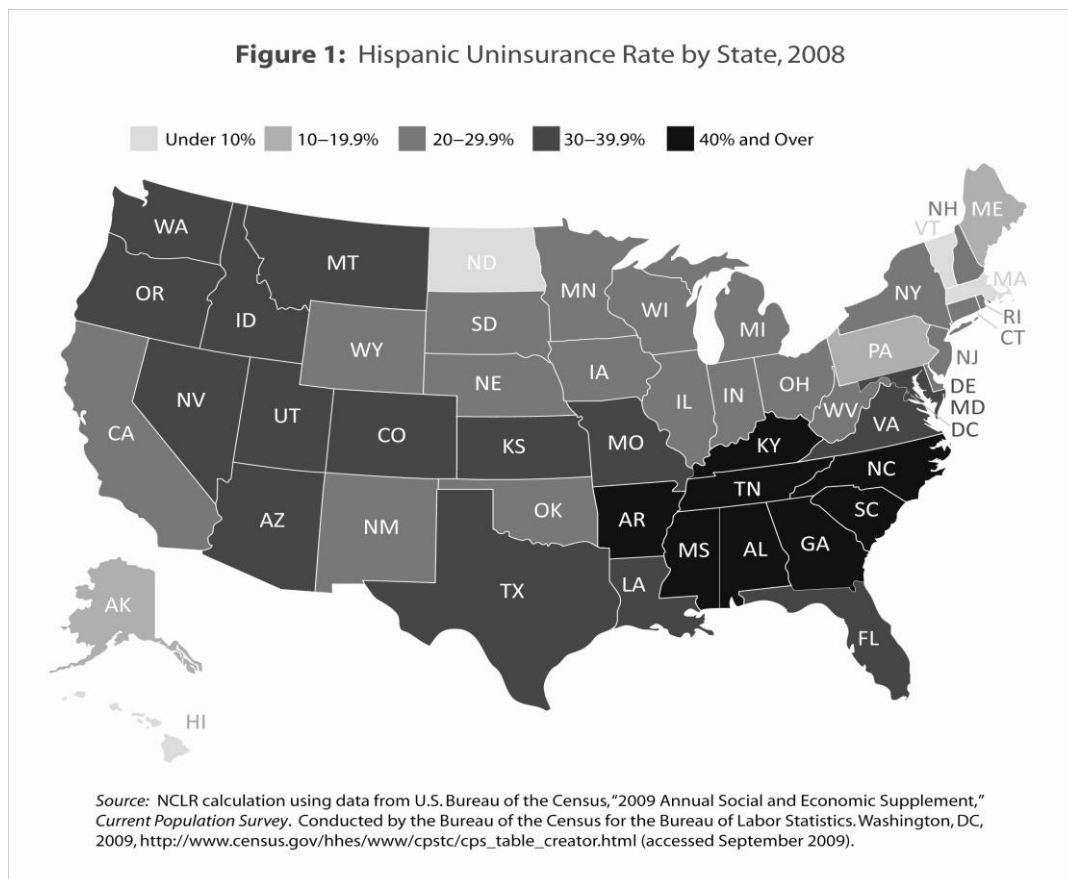 Figure 1: Hispanic Uninsurance Rate by State, 2008
Under 10% 10–19.9% 20–29.9% 30–39.9% 40% and Over
WA
OR
ID
MT
ND
SD
WY
NE
MN
WI
MI
IA
IL
IN
OH
PA
NY
VT
NH
ME
MA
RI
CT
NJ
DE
MD
DC
WV
VA
CA
NV
UT
CO
KS
MO
KY
AZ
NM
OK
AR
TN
NC
SC
TX
LA
MS
AL
GA
FL
AK
HI
Source: NCLR calculation using data from U.S. Bureau of the Census, “2009 Annual Social and Economic Supplement,”
Current Population Survey. Conducted by the Bureau of the Census for the Bureau of Labor Statistics. Washington, DC,
2009, http://www.census.gov/hhes/www/cpstc/cps_table_creator.html (accessed September 2009).